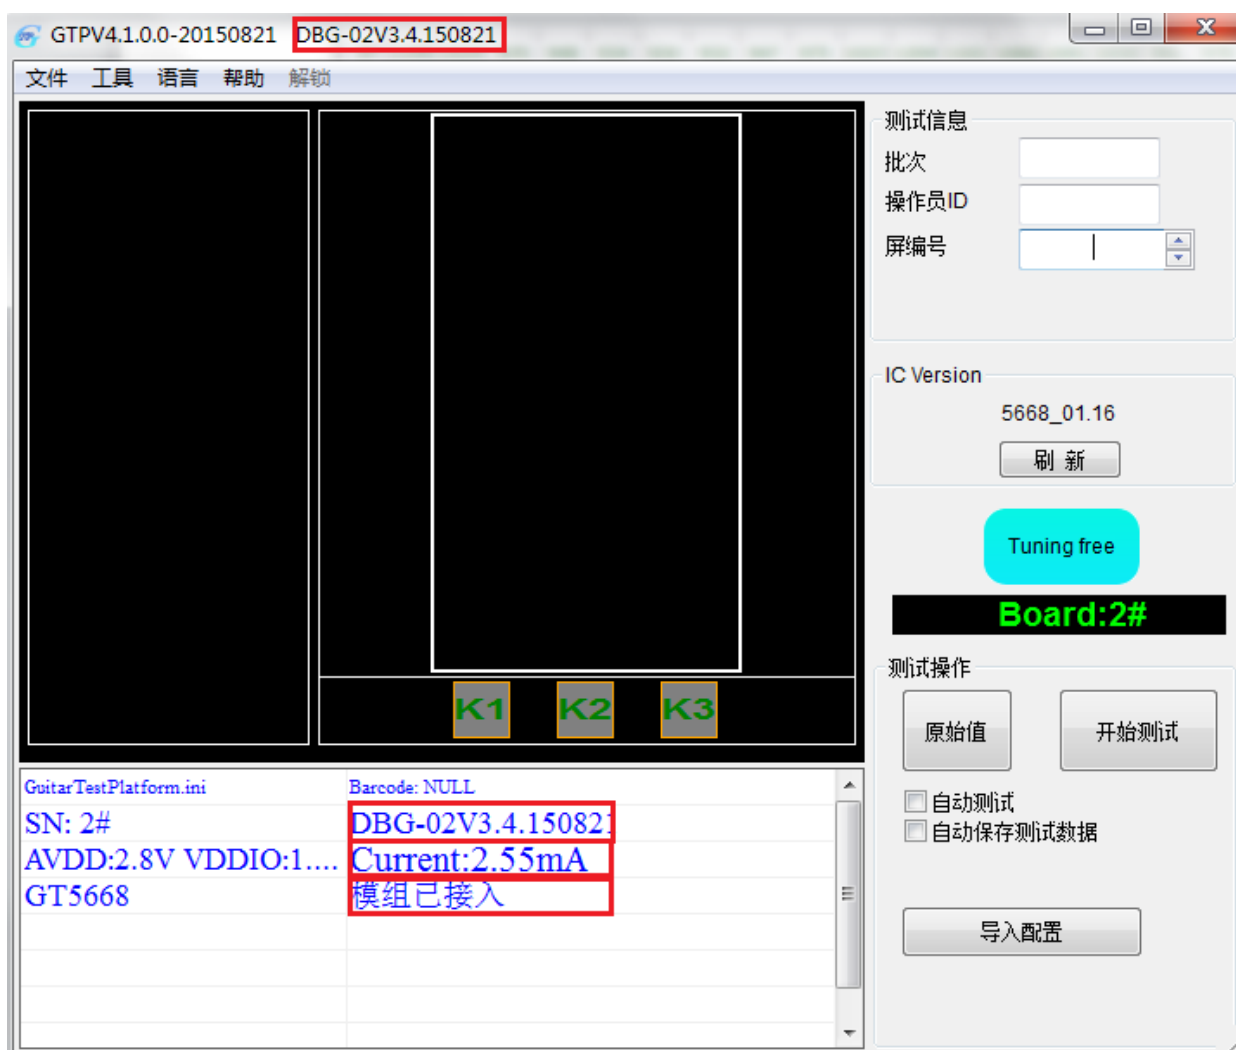 GTPV4.1.0.0-20150821 DBG-02V3.4.150821
文件 工具 语言 帮助 解锁
测试信息
批次
操作员ID
屏编号
IC Version
5668_01.16
刷 新
Tuning free
Board:2#
测试操作
原始值 开始测试
自动测试
自动保存测试数据
导入配置
K1 K2 K3
GuitarTestPlatform.ini Barcode: NULL
SN: 2# DBG-02V3.4.150821
AVDD:2.8V VDDIO:1.... Current:2.55mA
GT5668 模组已接入